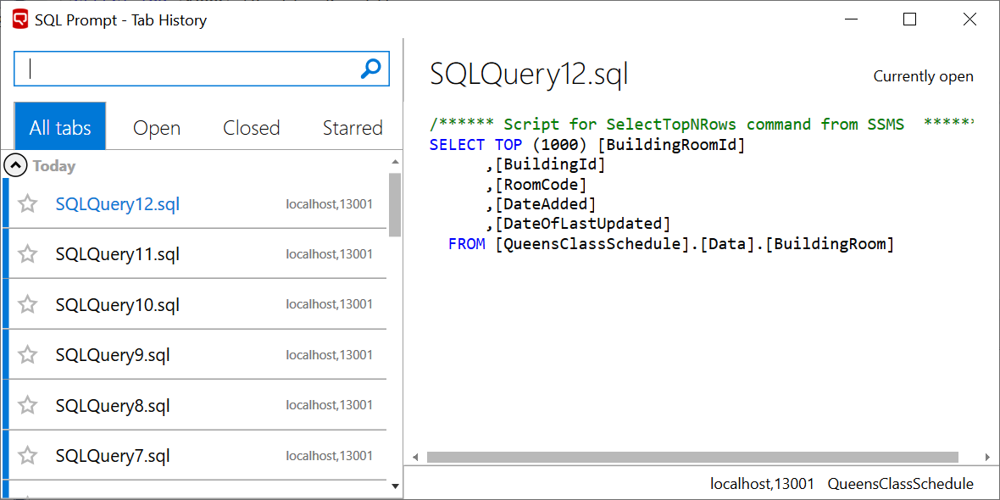 SQL Prompt - Tab History
All tabs
Open
Closed
Starred
Today
SQLQuery12.sql localhost,13001
SQLQuery11.sql localhost,13001
SQLQuery10.sql localhost,13001
SQLQuery9.sql localhost,13001
SQLQuery8.sql localhost,13001
SQLQuery7.sql localhost,13001
SQLQuery12.sql
Currently open
/****** Script for SelectTopNRows command from SSMS  ******
SELECT TOP (1000) [BuildingRoomId]
      ,[BuildingId]
      ,[RoomCode]
      ,[DateAdded]
      ,[DateOfLastUpdated]
  FROM [QueensClassSchedule].[Data].[BuildingRoom]
localhost,13001 QueensClassSchedule